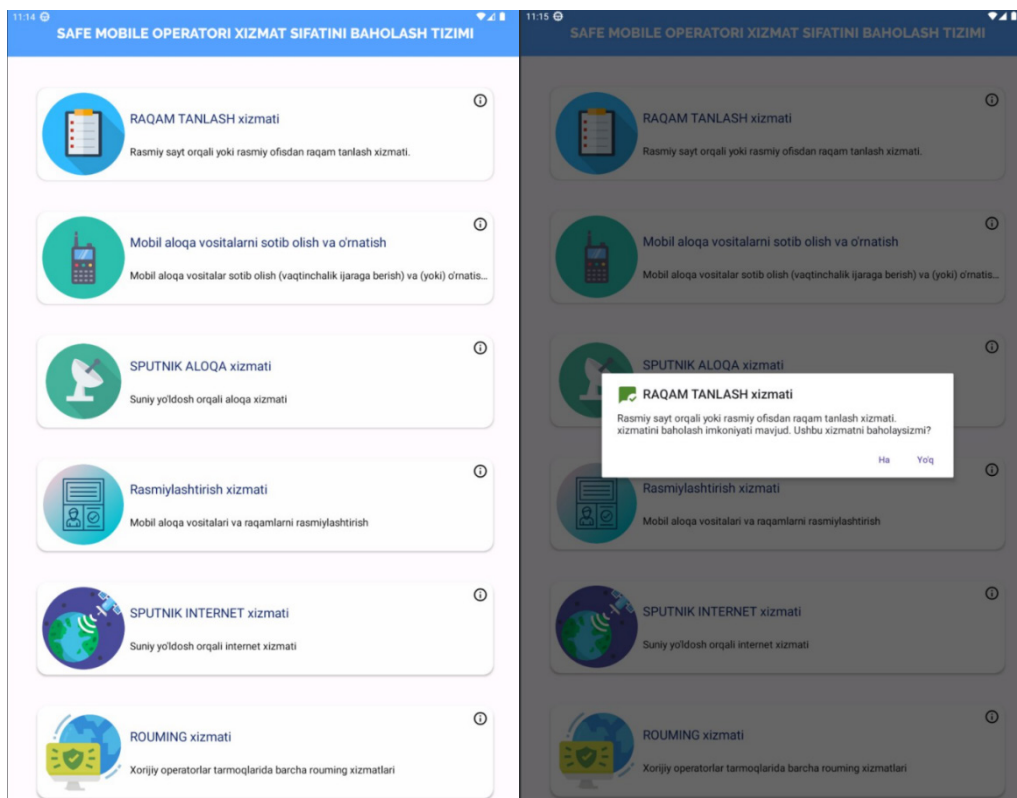 11:14
SAFE MOBILE OPERATORI XIZMAT SIFATINI BAHOLASH TIZIMI
RAQAM TANLASH xizmati
Rasmiy sayt orqali yoki rasmiy ofisdan raqam tanlash xizmati.
Mobil aloqa vositalarni sotib olish va o'rnatish
Mobil aloqa vositalar sotib olish (vaqtinchalik ijaraga berish) va (yoki) o'rnatis...
SPUTNIK ALOQA xizmati
Suniy yo'ldosh orqali aloqa xizmati
Rasmiylashtirish xizmati
Mobil aloqa vositalari va raqamlarni rasmiylashtirish
SPUTNIK INTERNET xizmati
Suniy yo'ldosh orqali internet xizmati
ROUMING xizmati
Xorijiy operatorlar tarmoqlarida barcha rouming xizmatlari
11:15
SAFE MOBILE OPERATORI XIZMAT SIFATINI BAHOLASH TIZIMI
RAQAM TANLASH xizmati
Rasmiy sayt orqali yoki rasmiy ofisdan raqam tanlash xizmati.
Mobil aloqa vositalarni sotib olish va o'rnatish
Mobil aloqa vositalar sotib olish (vaqtinchalik ijaraga berish) va (yoki) o'rnatis...
SPUTNIK ALOQA xizmati
RAQAM TANLASH xizmati
Rasmiy sayt orqali yoki rasmiy ofisdan raqam tanlash xizmati.
xizmatini baholash imkoniyati mavjud. Ushbu xizmatni baholaysizmi?
Ha Yo'q
Rasmiylashtirish xizmati
Mobil aloqa vositalari va raqamlarni rasmiylashtirish
SPUTNIK INTERNET xizmati
Suniy yo'ldosh orqali internet xizmati
ROUMING xizmati
Xorijiy operatorlar tarmoqlarida barcha rouming xizmatlari